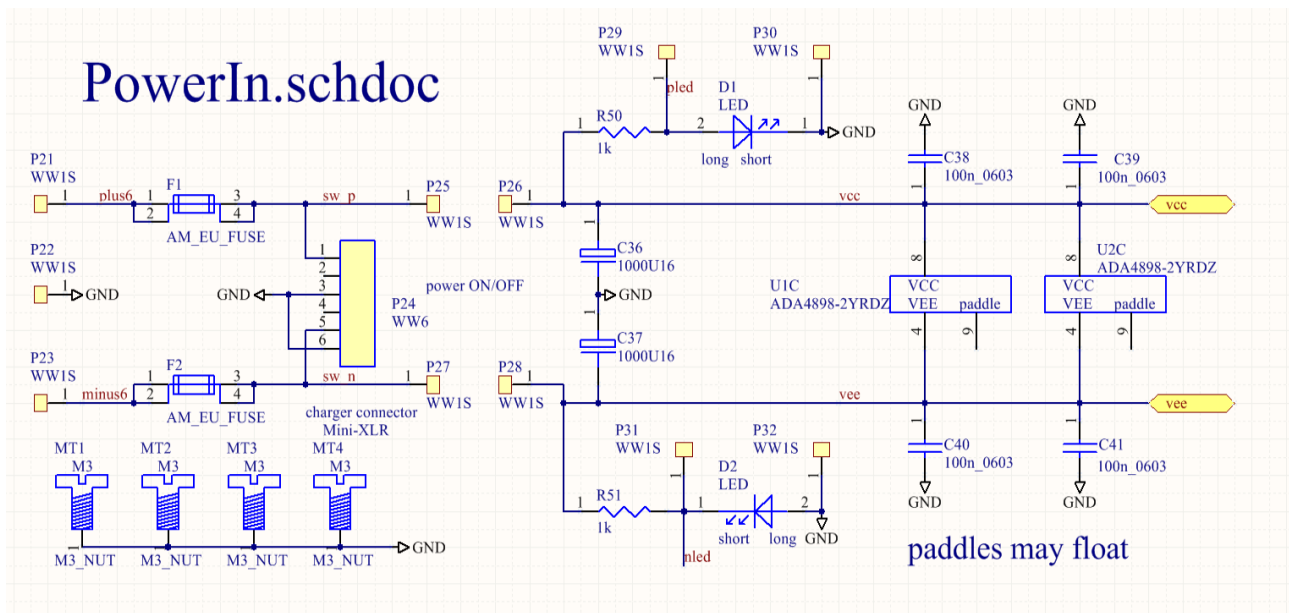 PowerIn.schdoc
P29
WW1S
1
pled
P30
WW1S
1
D1
LED
R50
1
1k
2
1
GND
long short
GND
C38
100n_0603
1
GND
C39
100n_0603
1
P21
WW1S
1
plus6
F1
1
2
3
4
AM_EU_FUSE
sw_p
1
P25
WW1S
P26
WW1S
1
vcc
vcc
P22
WW1S
1
GND
GND
1
2
3
4
5
6
P24
WW6
power ON/OFF
1
C36
1000U16
GND
1
C37
1000U16
U1C
ADA4898-2YRDZ
8
VCC
VEE paddle
4
9
U2C
ADA4898-2YRDZ
8
VCC
VEE paddle
4
9
P23
WW1S
1
minus6
F2
1
2
3
4
AM_EU_FUSE
sw_n
1
P27
WW1S
P28
WW1S
1
vee
vee
charger connector
Mini-XLR
MT1
M3
1
M3_NUT
MT2
M3
1
M3_NUT
MT3
M3
1
M3_NUT
MT4
M3
1
M3_NUT
GND
P31
WW1S
1
P32
WW1S
1
D2
LED
R51
1
1k
1
2
short long
GND
nled
1
C40
100n_0603
GND
1
C41
100n_0603
GND
paddles may float